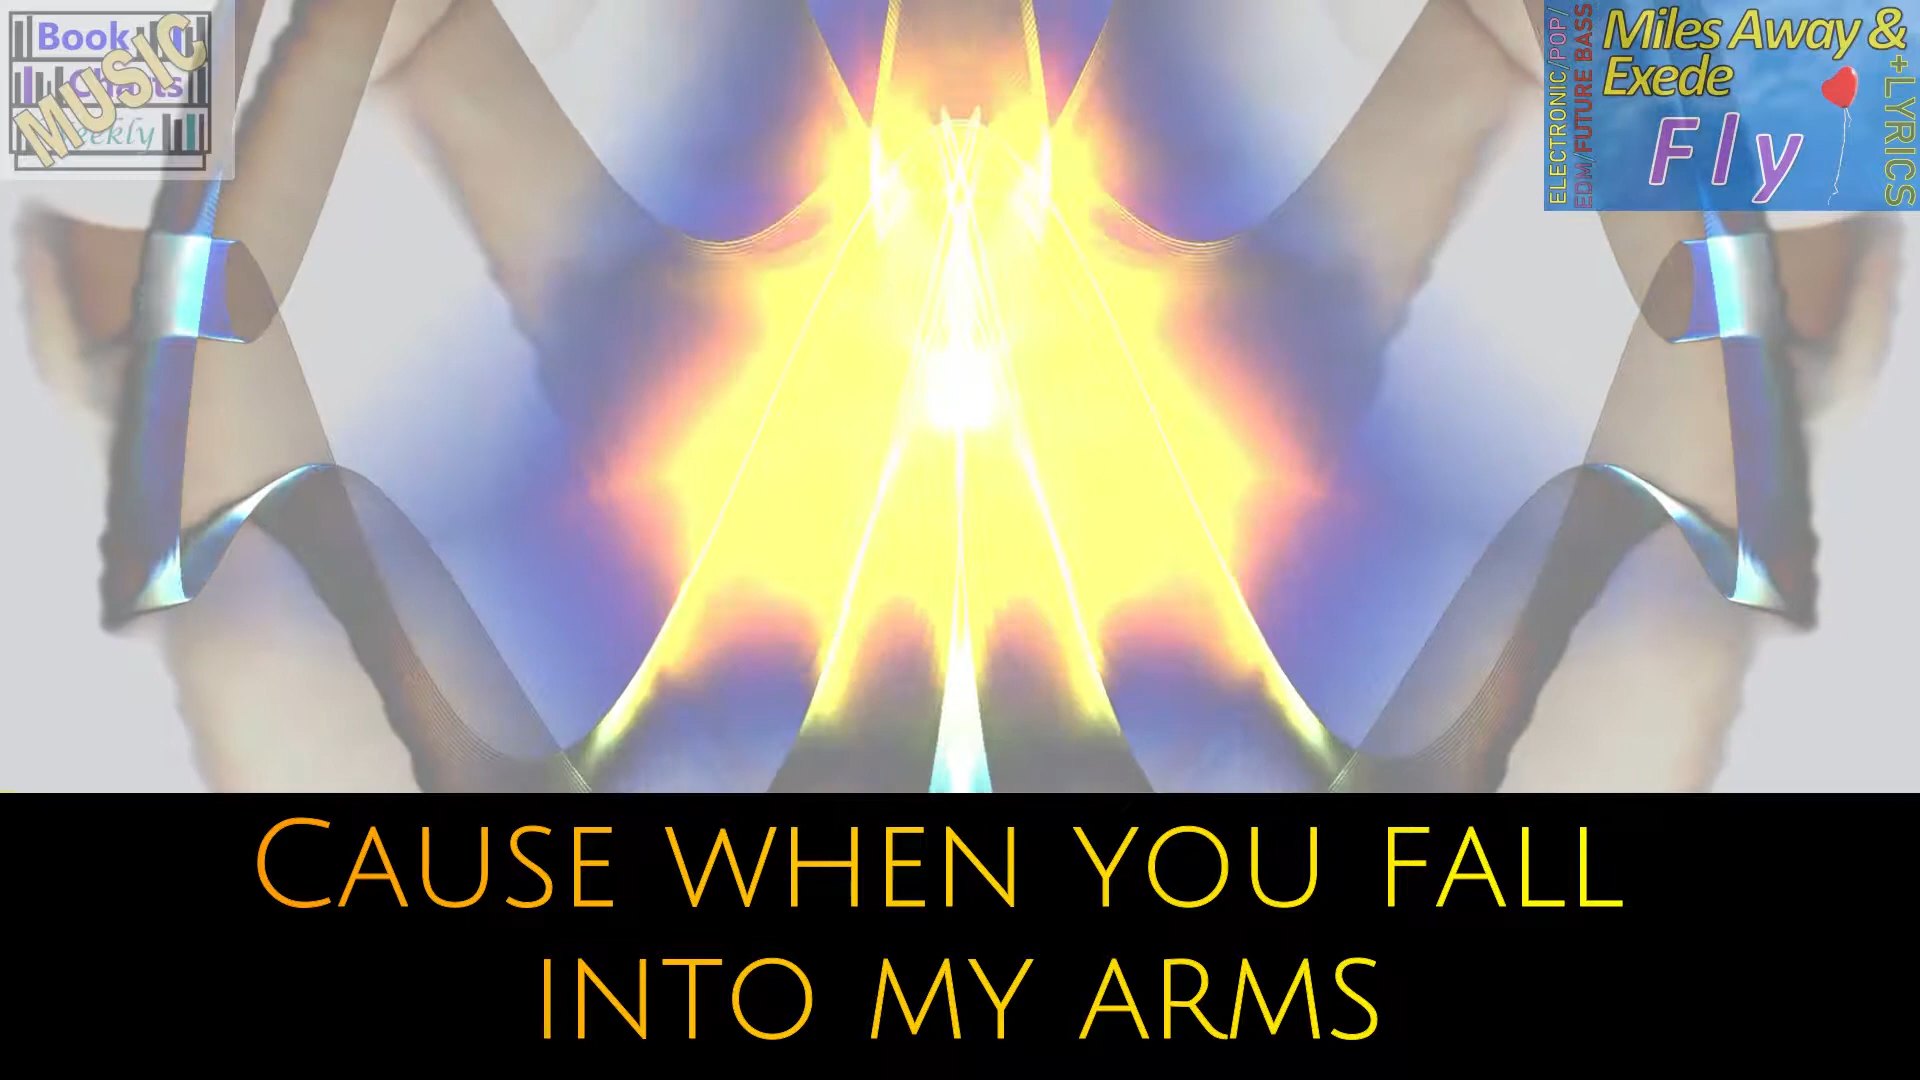 Book
Charts
Weekly
MUSIC
ELECTRONIC/POP/
EDM/FUTURE BASS
Miles Away &
Exede
Fly
+LYRICS
CAUSE WHEN YOU FALL
INTO MY ARMS